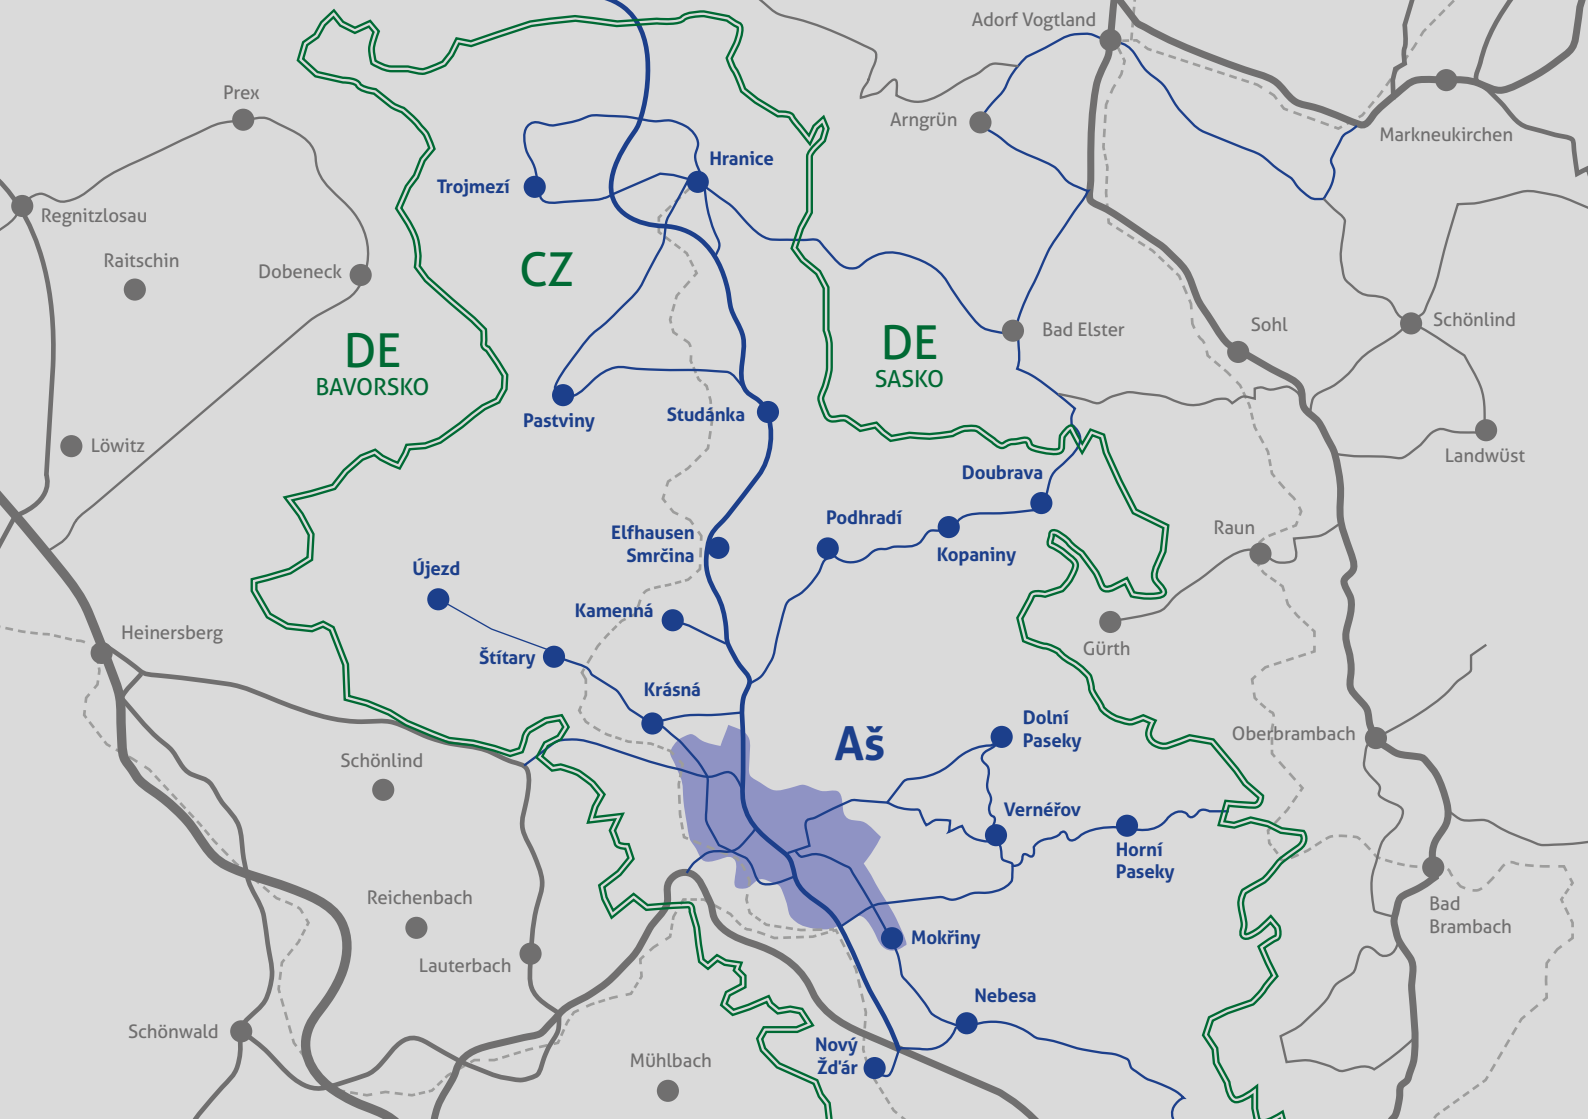 Adorf Vogtland
Prex
Arngrün
Markneukirchen
Hranice
Trojmezí
Regnitzlosau
Raitschin
Dobeneck
CZ
Bad Elster
Sohl
Schönlind
DE
BAVORSKO
DE
SASKO
Pastviny
Studánka
Löwitz
Landwüst
Doubrava
Podhradí
Kopaniny
Raun
Elfhausen
Smrčina
Újezd
Kamenná
Heinersberg
Štítary
Gürth
Krásná
Dolní
Paseky
Aš
Oberbrambach
Schönlind
Vernéřov
Horní
Paseky
Reichenbach
Bad
Brambach
Mokřiny
Lauterbach
Nebesa
Schönwald
Nový
Žďár
Mühlbach